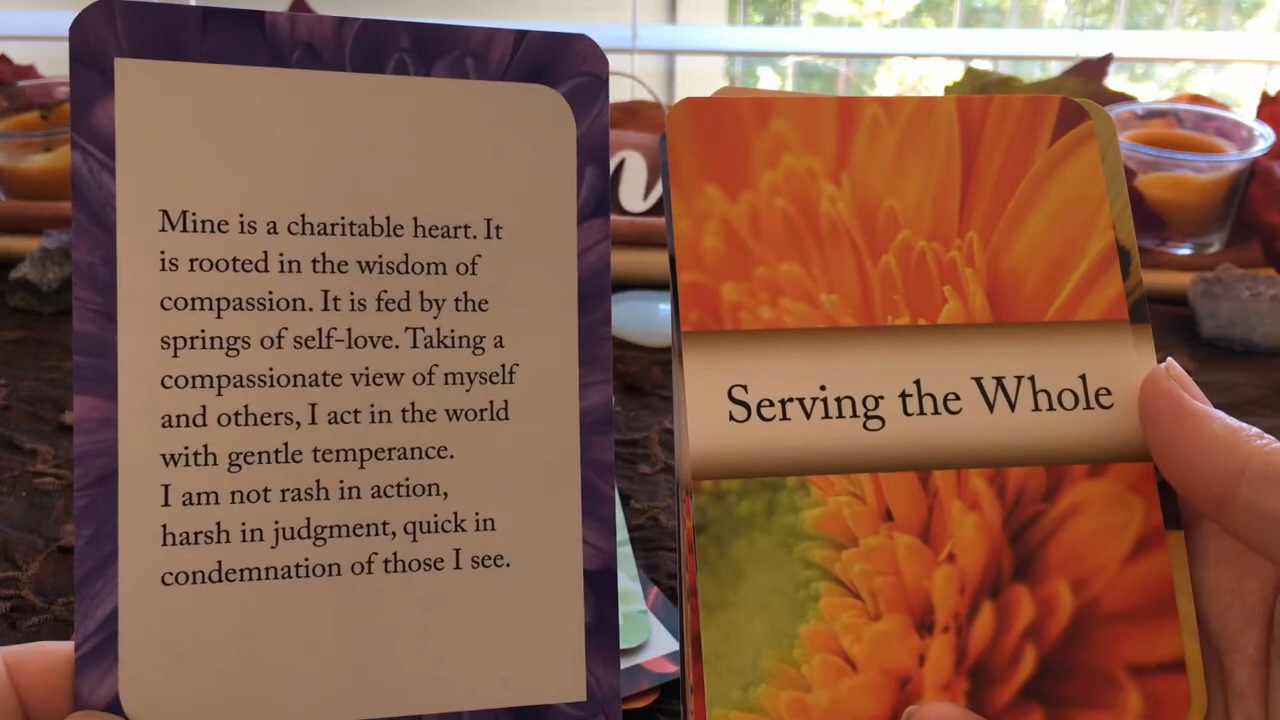 Mine is a charitable heart. It
is rooted in the wisdom of
compassion. It is fed by the
springs of self-love. Taking a
compassionate view of myself
and others, I act in the world
with gentle temperance.
I am not rash in action,
harsh in judgment, quick in
condemnation of those I see.
Serving the Whole